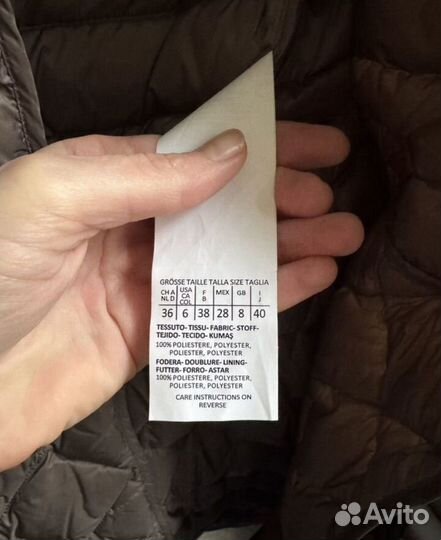 GRÖSSE TAILLE TALLA SIZE TAGLIA
CH A NL D USA CA COL F B MEX GB I J
36 6 38 28 8 40
TESSUTO- TISSU- FABRIC- STOFF-
TEJIDO- TECIDO- KUMAŞ
100% POLIESTERE, POLYESTER,
POLIESTER, POLYESTER
FODERA- DOUBLURE- LINING-
FUTTER- FORRO- ASTAR
100% POLIESTERE, POLYESTER,
POLIESTER, POLYESTER
CARE INSTRUCTIONS ON
REVERSE
Avito